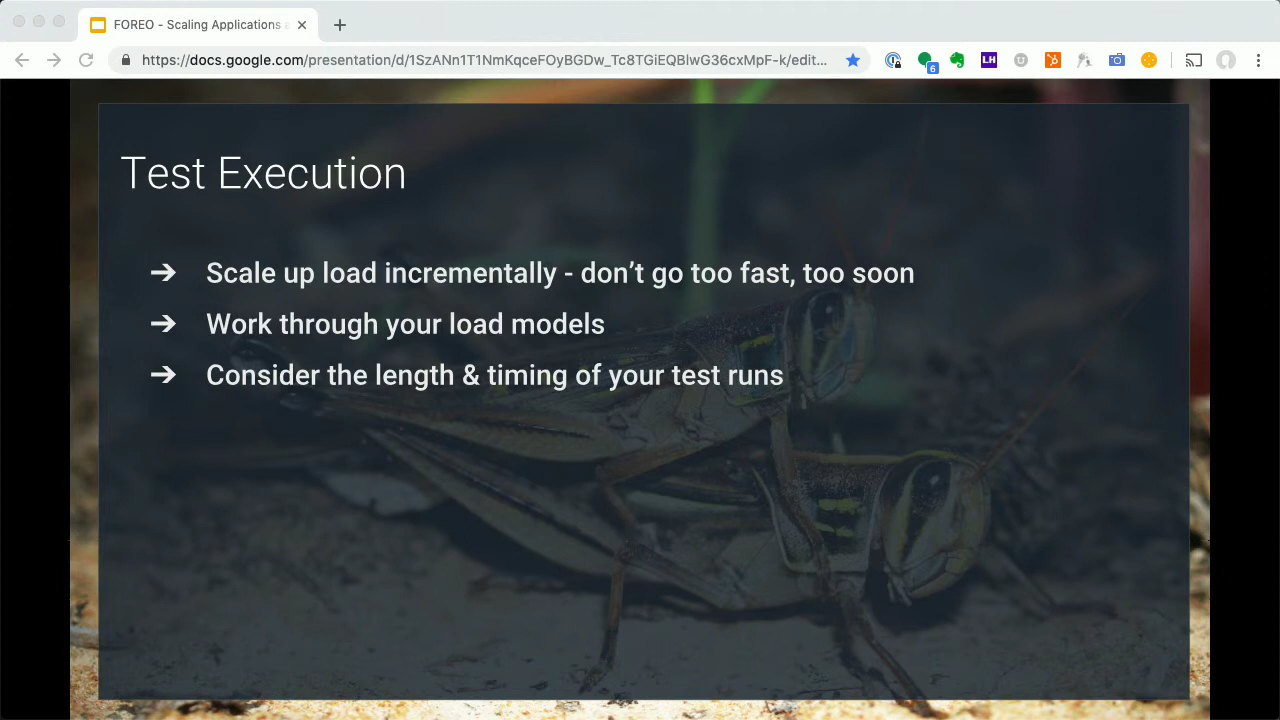 FOREO - Scaling Applications
https://docs.google.com/presentation/d/1SzANn1T1NmKqceFOyBGDw_Tc8TGiEQBlwG36cxMpF-k/edit...
6
LH
Test Execution
➔ Scale up load incrementally - don’t go too fast, too soon
➔ Work through your load models
➔ Consider the length & timing of your test runs